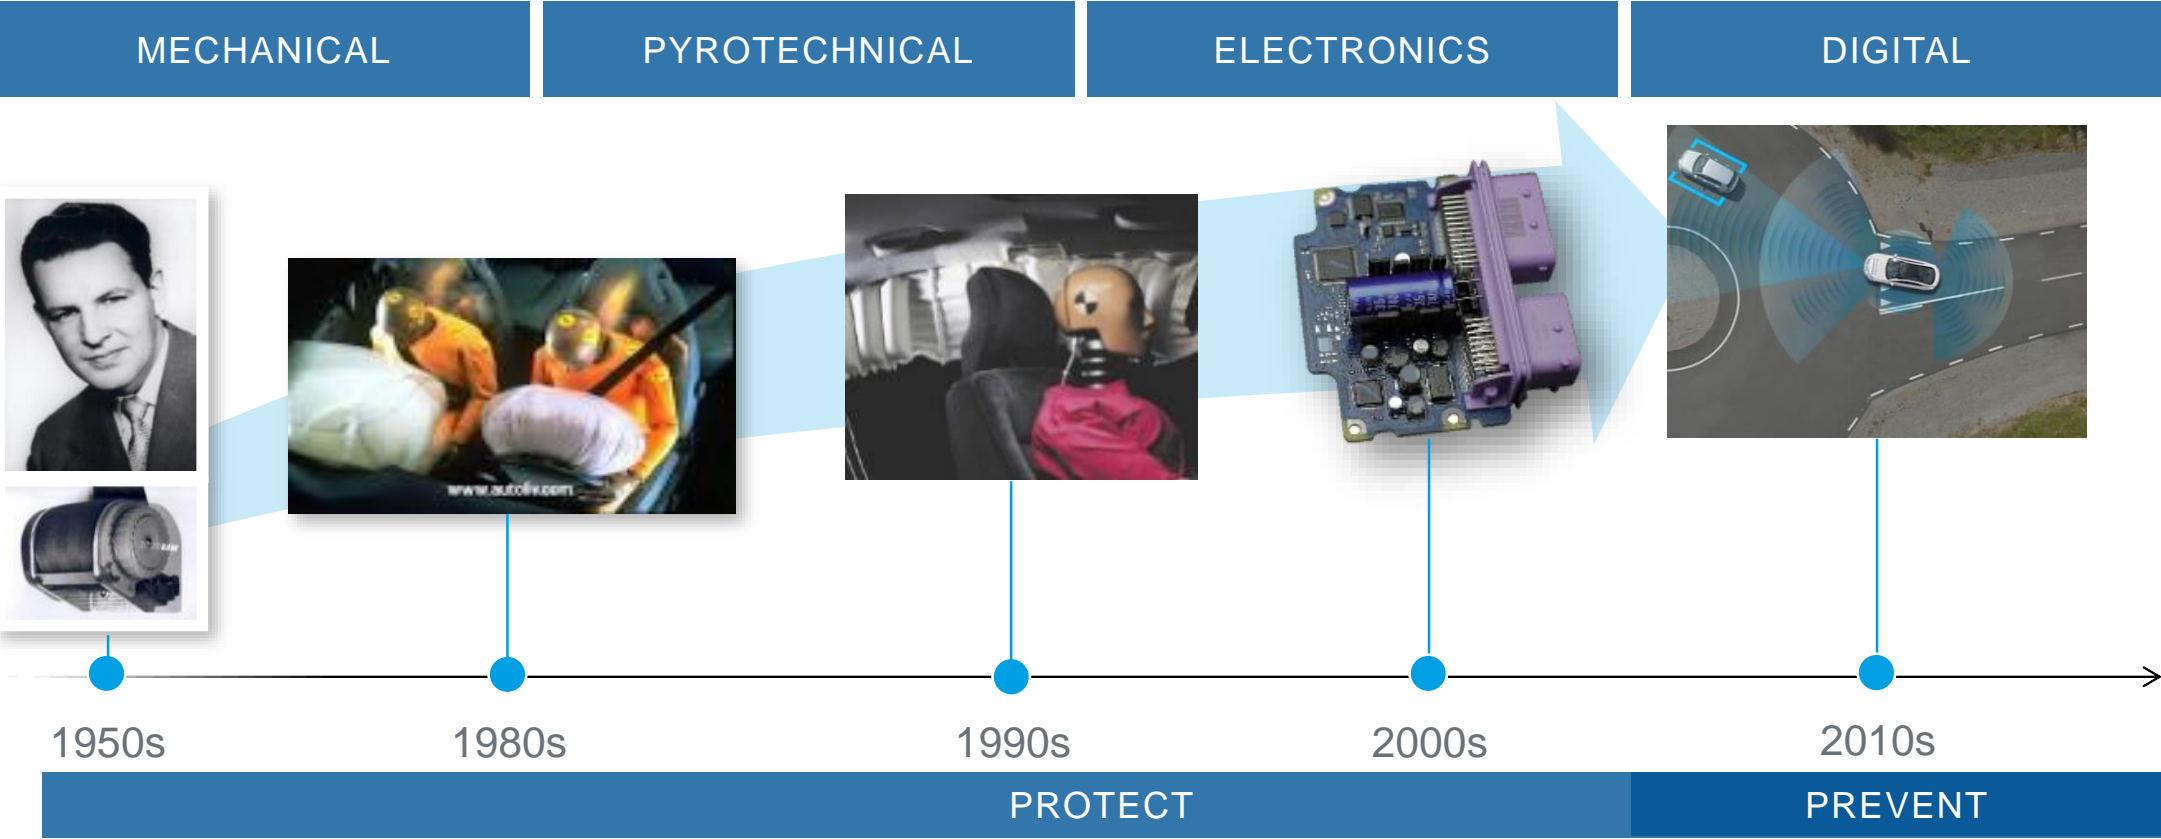 MECHANICAL
PYROTECHNICAL
ELECTRONICS
DIGITAL
www.autoliv.com
1950s
1980s
1990s
2000s
2010s
PROTECT
PREVENT